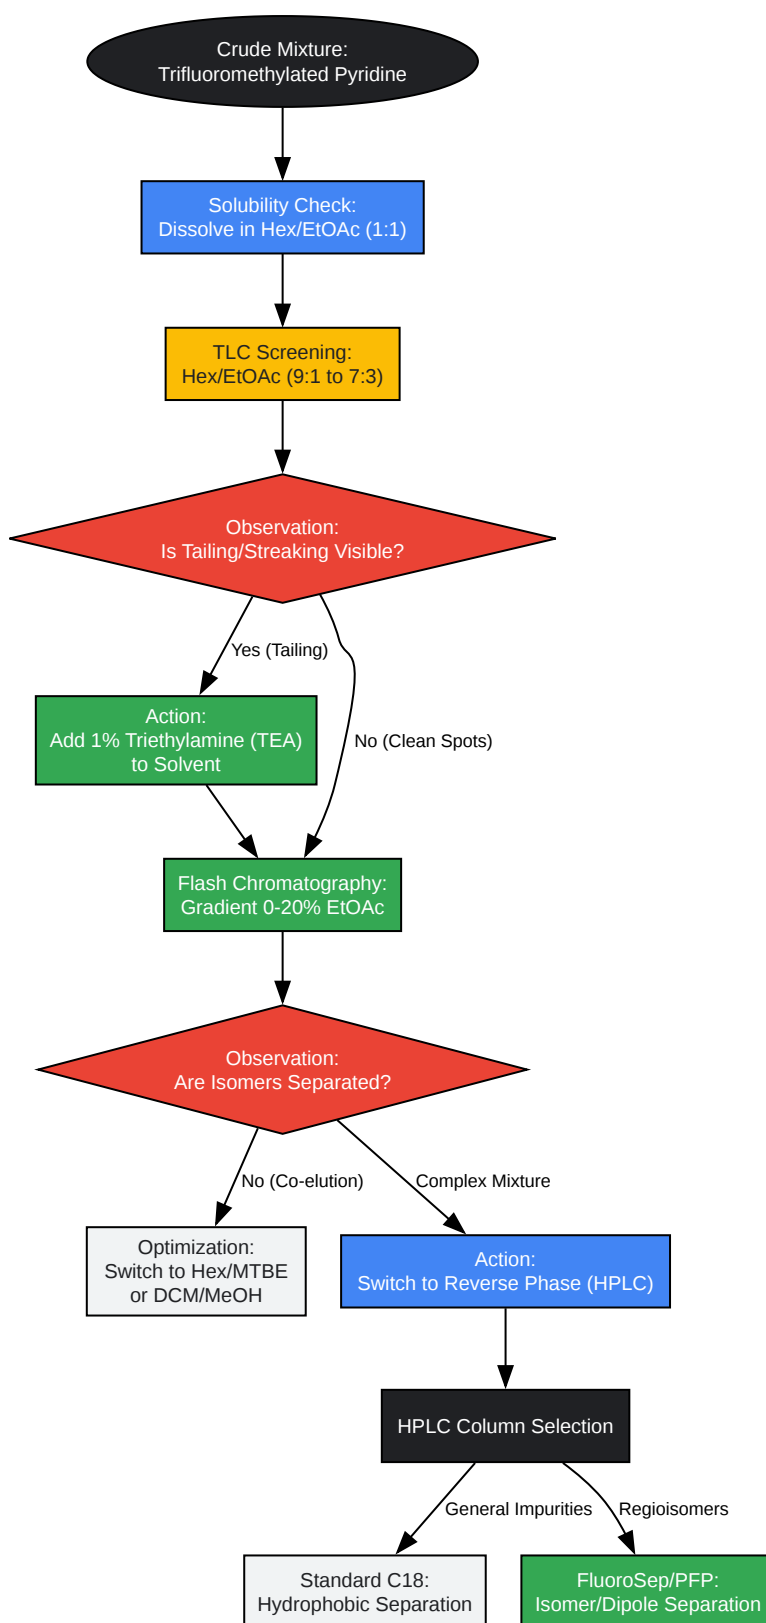 Crude Mixture:
Trifluoromethylated Pyridine
Solubility Check:
Dissolve in Hex/EtOAc (1:1)
TLC Screening:
Hex/EtOAc (9:1 to 7:3)
Observation:
Is Tailing/Streaking Visible?
Yes (Tailing)
Action:
Add 1% Triethylamine (TEA)
to Solvent
No (Clean Spots)
Flash Chromatography:
Gradient 0-20% EtOAc
Observation:
Are Isomers Separated?
No (Co-elution)
Complex Mixture
Optimization:
Switch to Hex/MTBE
or DCM/MeOH
Action:
Switch to Reverse Phase (HPLC)
HPLC Column Selection
General Impurities
Regioisomers
Standard C18:
Hydrophobic Separation
FluoroSep/PFP:
Isomer/Dipole Separation